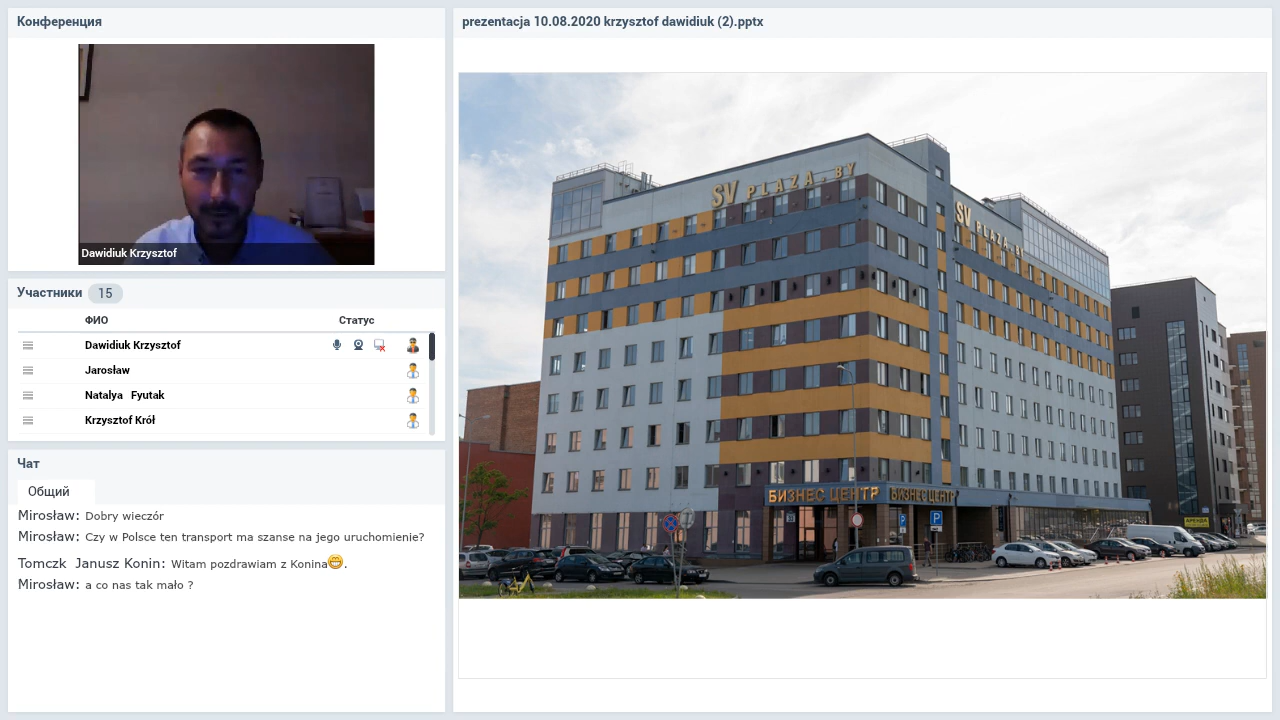 Конференция
Dawidiuk Krzysztof
Участники 15
ФИО Статус
Dawidiuk Krzysztof
Jarosław
Natalya Fyutak
Krzysztof Król
Чат
Общий
Mirosław: Dobry wieczór
Mirosław: Czy w Polsce ten transport ma szanse na jego uruchomienie?
Tomczk Janusz Konin: Witam pozdrawiam z Konina😁.
Mirosław: a co nas tak mało ?
prezentacja 10.08.2020 krzysztof dawidiuk (2).pptx
SV PLAZA.BY
SV PLAZA.BY
БИЗНЕС ЦЕНТР
БИЗНЕС ЦЕНТР
P
P
АРЕНДА